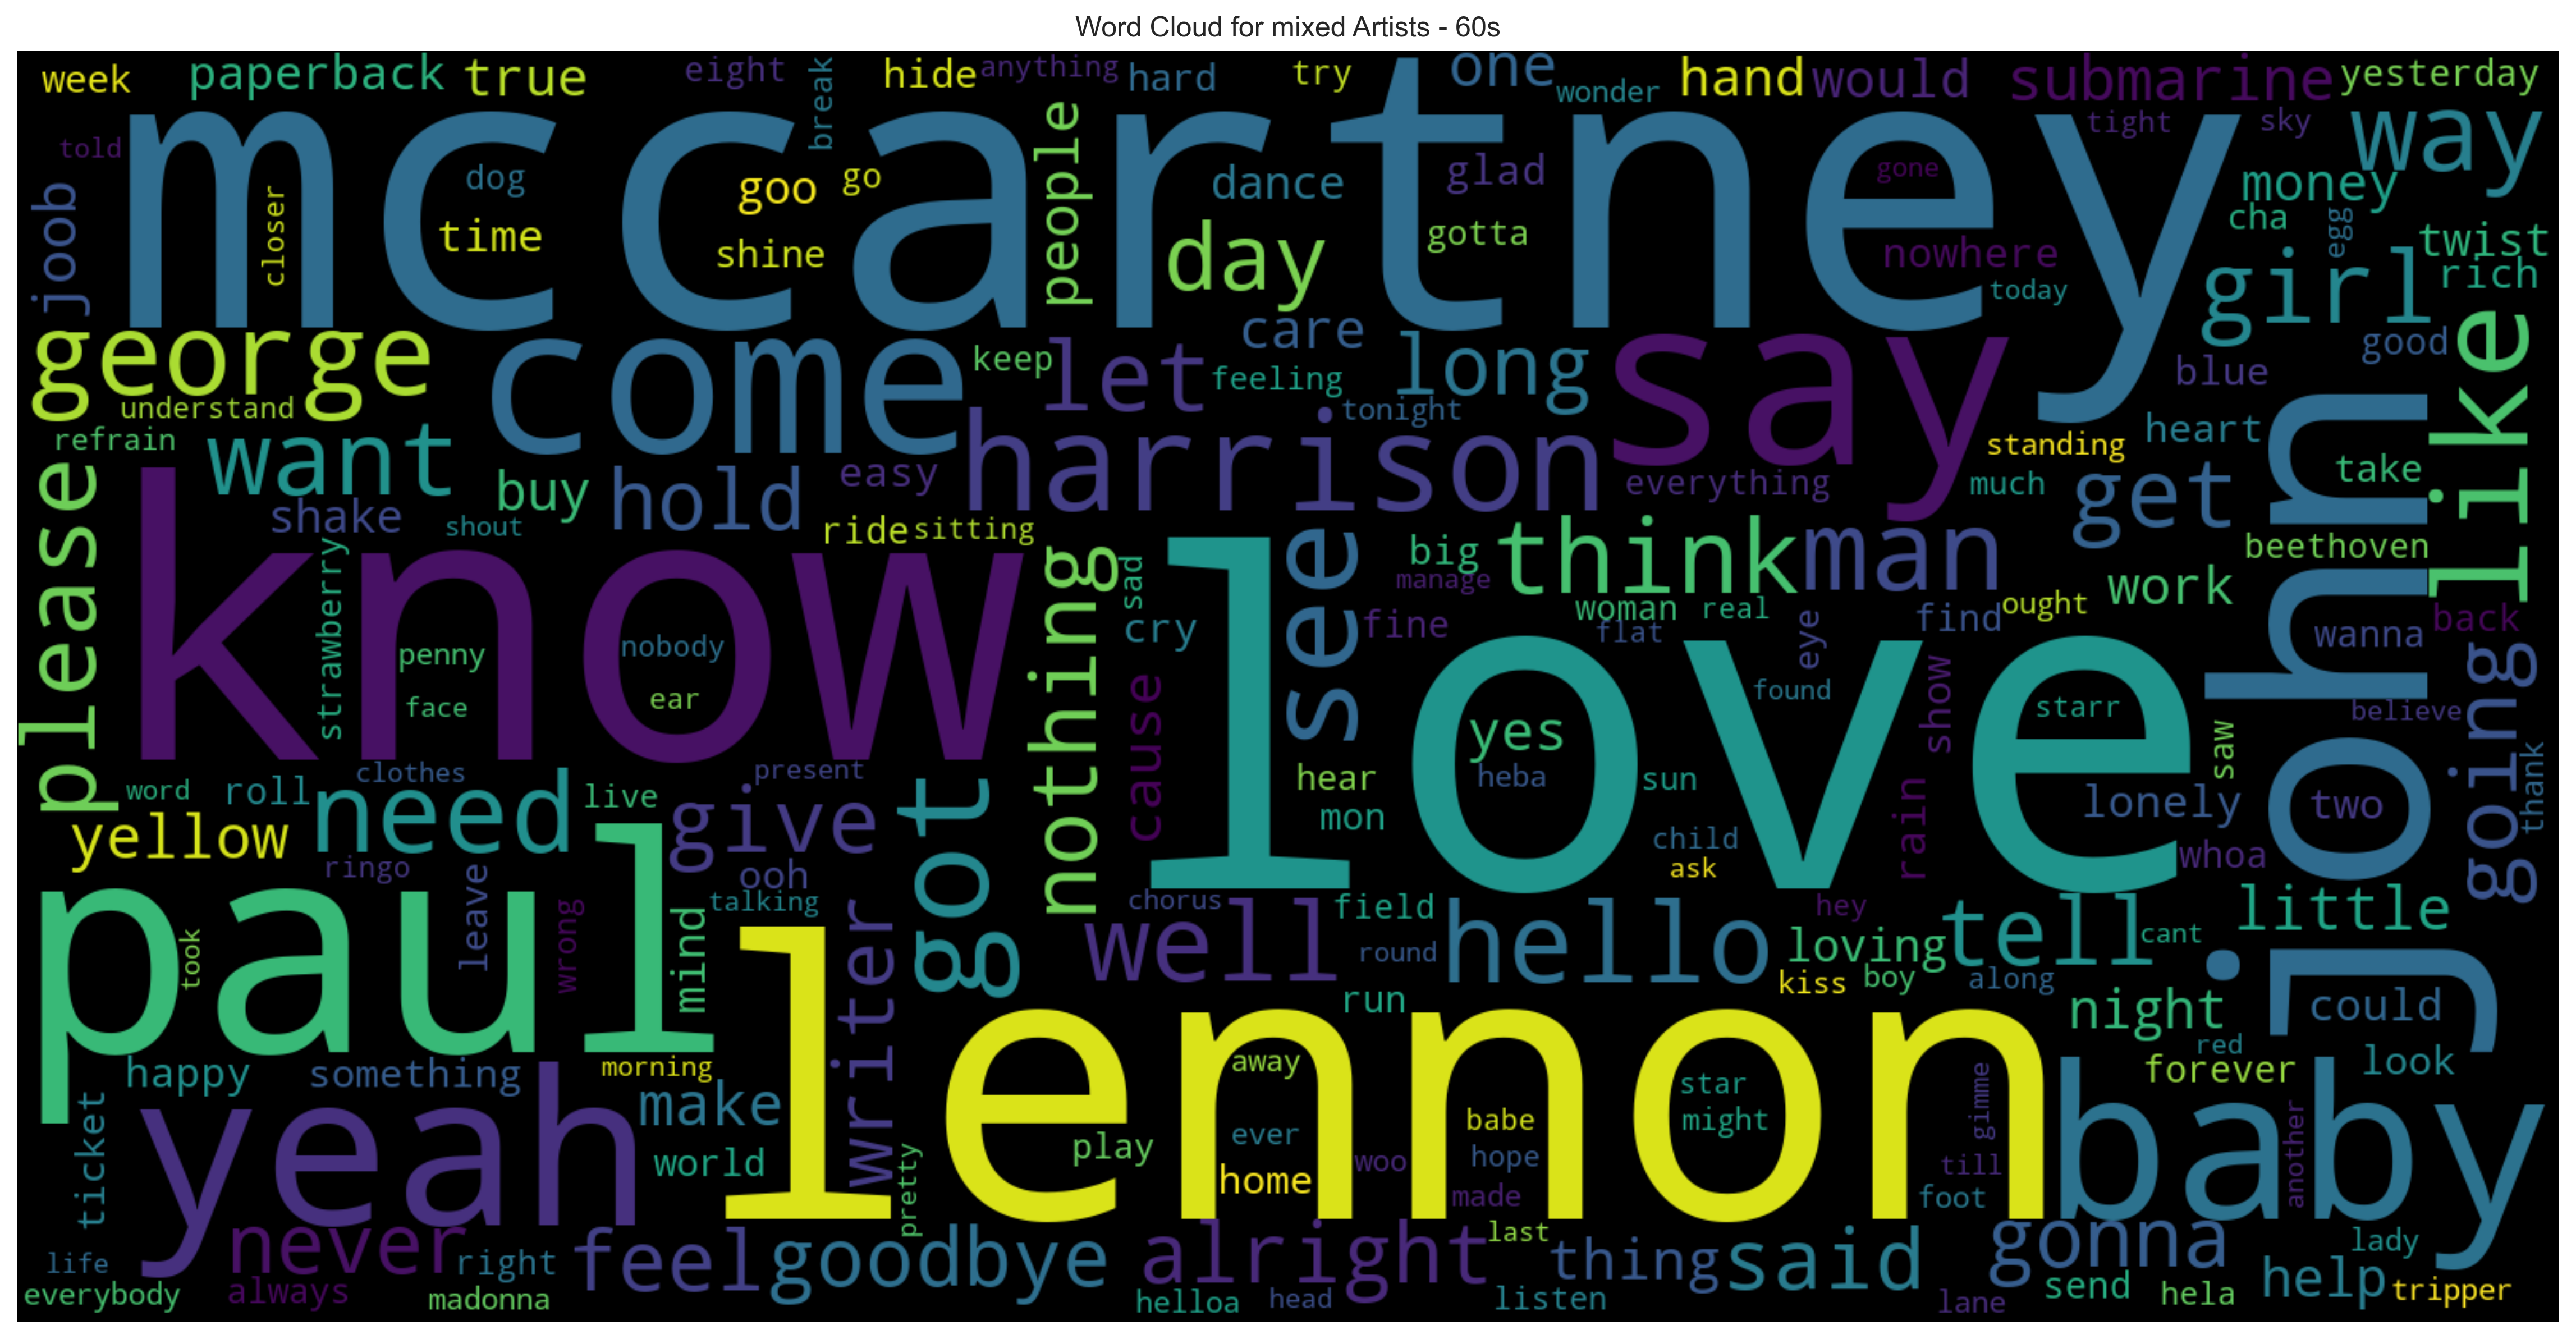 Word Cloud for mixed Artists - 60s
week paperback true eight break hide anything hard try one wonder hand would submarine yesterday
told mccartney people tight sky way
joob closer dog time goo go shine dance day glad gotta gone nowhere today money cha egg twist
girl rich
george come keep let care feeling long say blue good like
understand refrain want harrison tonight standing heart john
please shake shout buy hold easy ride sitting everything much get take
know strawberry penny face nobody ear nothing sad cry see big manage think man woman real flat fine eye find ought work beethoven
love cause yes heba hear mon sun found show starr saw wanna back believe going thank
word clothes roll need live present give got child ask rain lonely two
yellow ringo ooh whoa
paul took leave wrong mind talking writer chorus well field round hello hey loving tell cant little
kiss boy along run night could
happy something morning lennon away star might gimme red forever look
ticket yeah make world pretty play ever home woo babe hope made till foot baby another
never right feel goodbye alright last thing said gonna lady
life everybody always madonna helloa head listen lane send hela help tripper